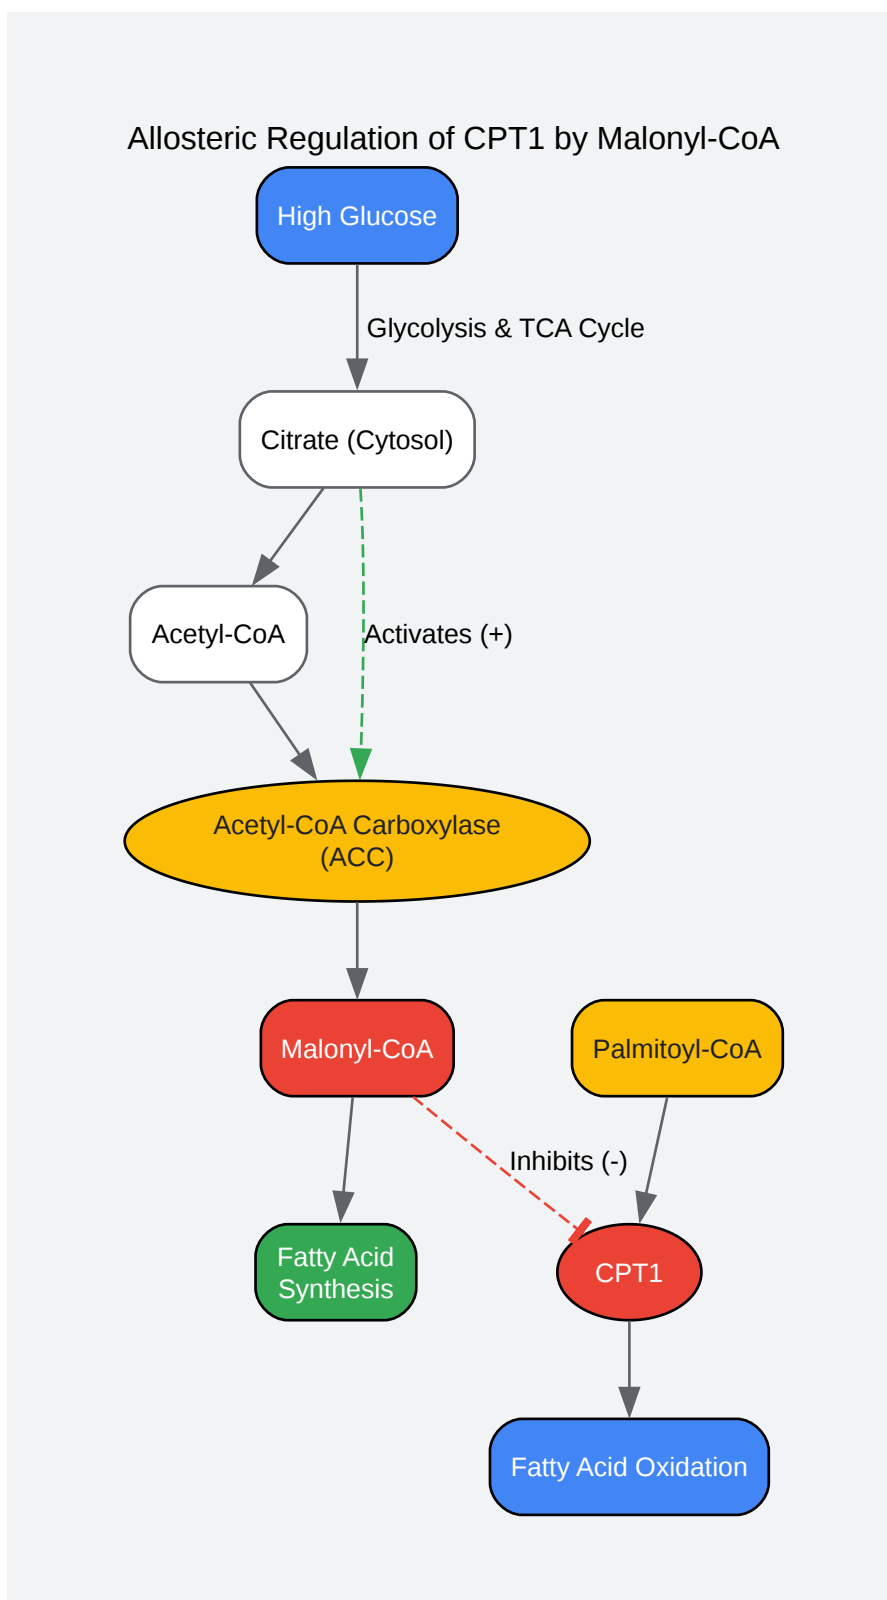 Allosteric Regulation of CPT1 by Malonyl-CoA
High Glucose
Glycolysis & TCA Cycle
Citrate (Cytosol)
Acetyl-CoA
Activates (+)
Acetyl-CoA Carboxylase
(ACC)
Malonyl-CoA
Palmitoyl-CoA
Inhibits (-)
Fatty Acid
Synthesis
CPT1
Fatty Acid Oxidation